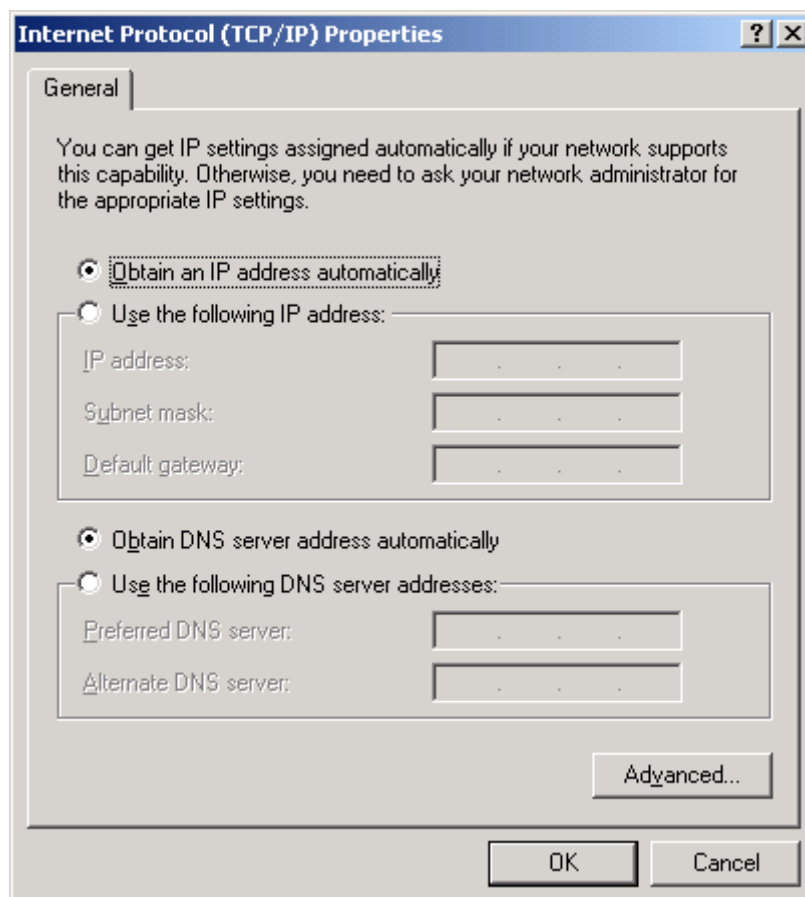 Internet Protocol (TCP/IP) Properties
General
You can get IP settings assigned automatically if your network supports
this capability. Otherwise, you need to ask your network administrator for
the appropriate IP settings.
Obtain an IP address automatically
Use the following IP address:
IP address:
Subnet mask:
Default gateway:
Obtain DNS server address automatically
Use the following DNS server addresses:
Preferred DNS server:
Alternate DNS server:
Advanced...
OK
Cancel